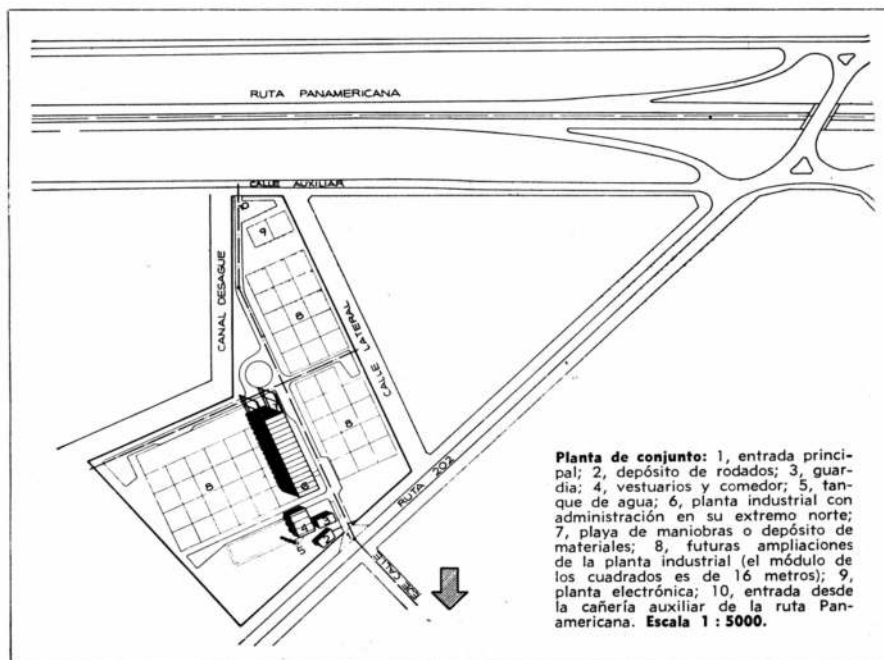 RUTA PANAMERICANA
CALLE AUXILIAR
9
CANAL DESAGUE
8
CALLE LATERAL
8
8
6
RUTA 202
4
3
2
5
EJE CALLE
Planta de conjunto: 1, entrada princi-
pal; 2, depósito de rodados; 3, guar-
dia; 4, vestuarios y comedor; 5, tan-
que de agua; 6, planta industrial con
administración en su extremo norte;
7, playa de maniobras o depósito de
materiales; 8, futuras ampliaciones
de la planta industrial (el módulo de
los cuadrados es de 16 metros); 9,
planta electrónica; 10, entrada desde
la cañería auxiliar de la ruta Pan-
americana. Escala 1 : 5000.